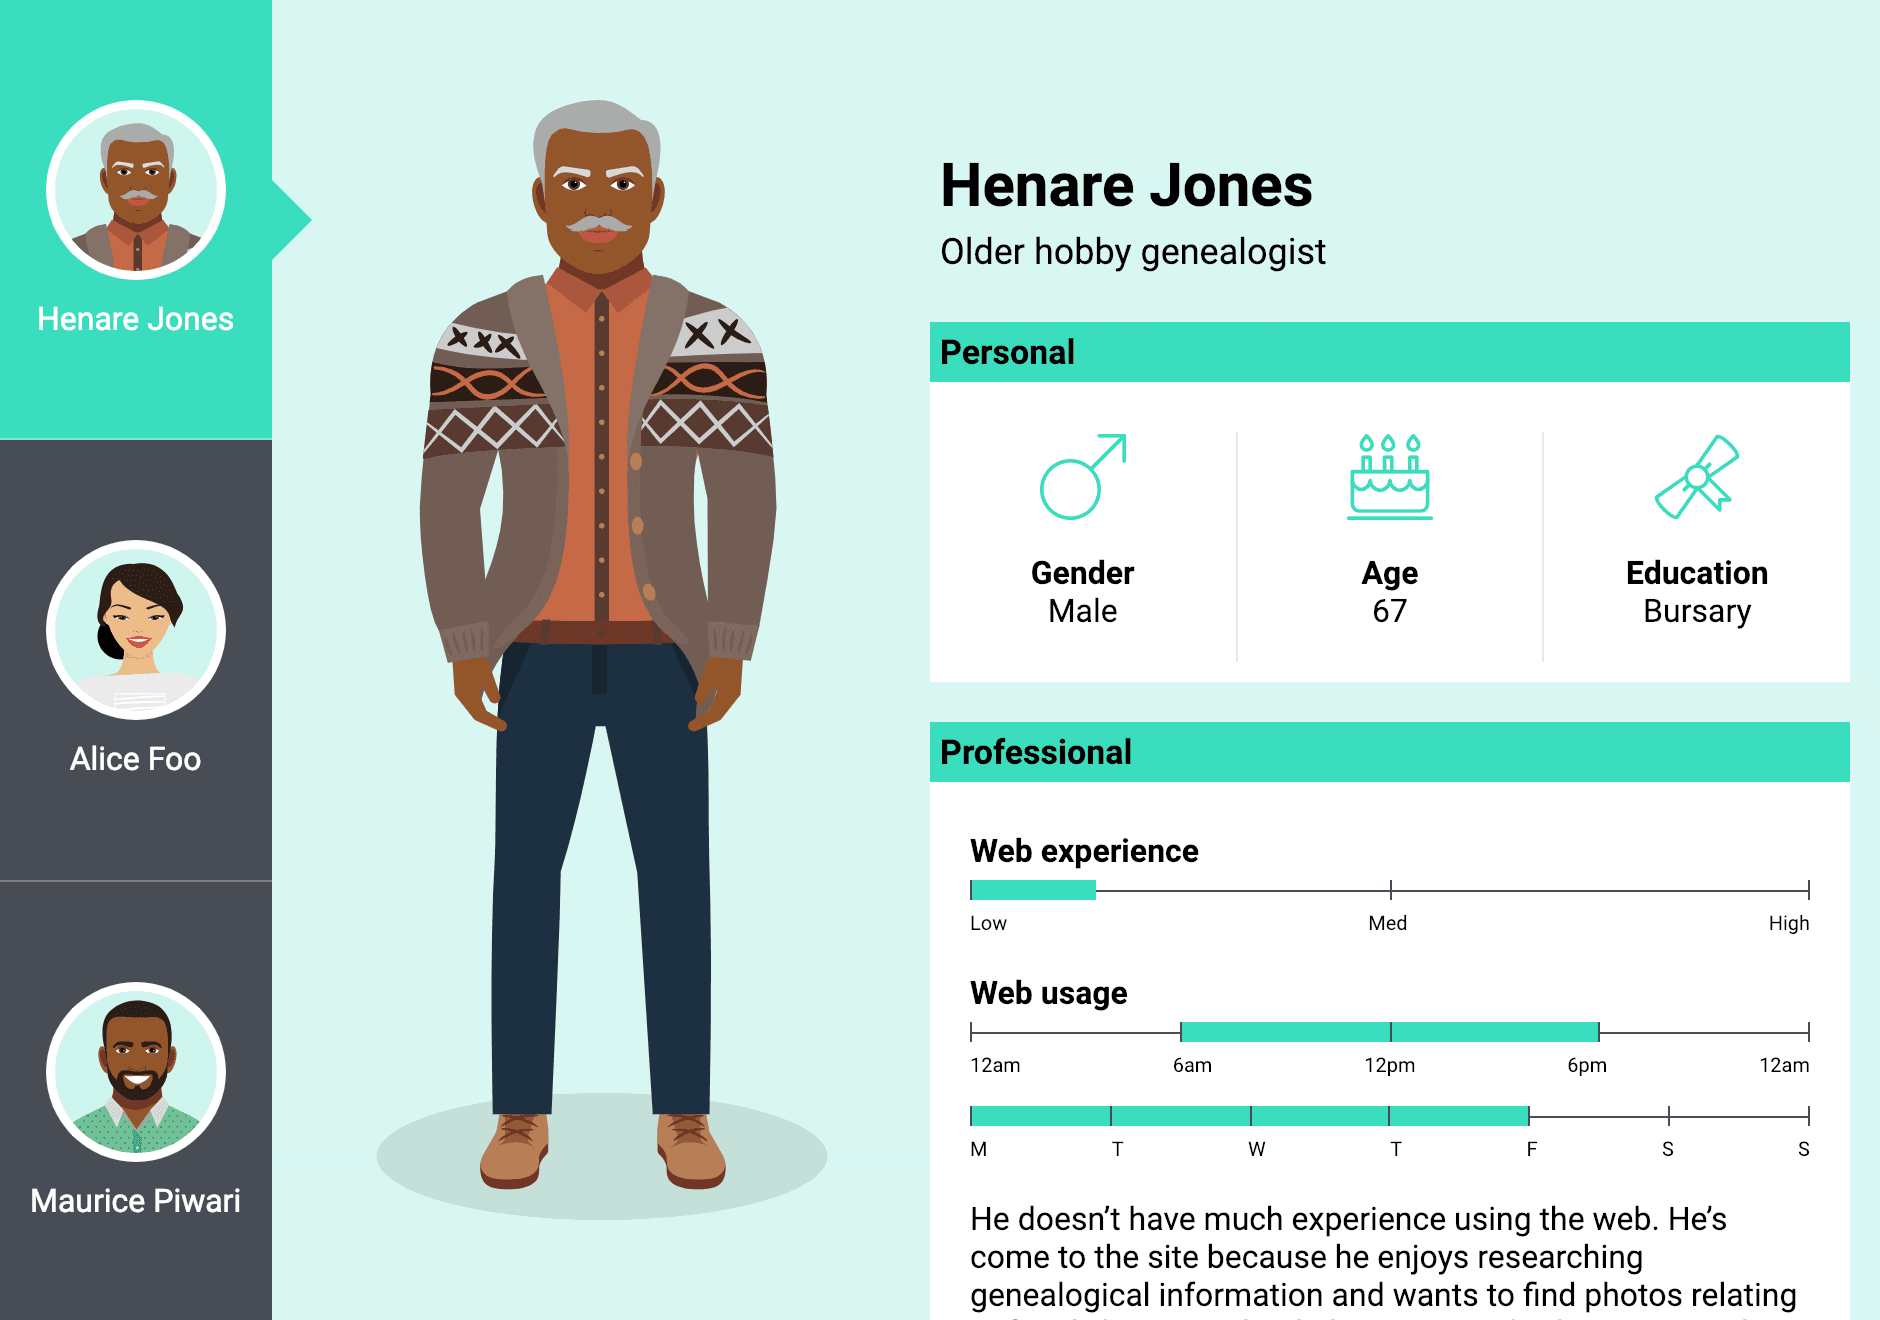 Henare Jones
Alice Foo
Maurice Piwari
Henare Jones
Older hobby genealogist
Personal
Gender
Male
Age
67
Education
Bursary
Professional
Web experience
Low Med High
Web usage
12am 6am 12pm 6pm 12am
M T W T F S S
He doesn’t have much experience using the web. He’s
come to the site because he enjoys researching
genealogical information and wants to find photos relating